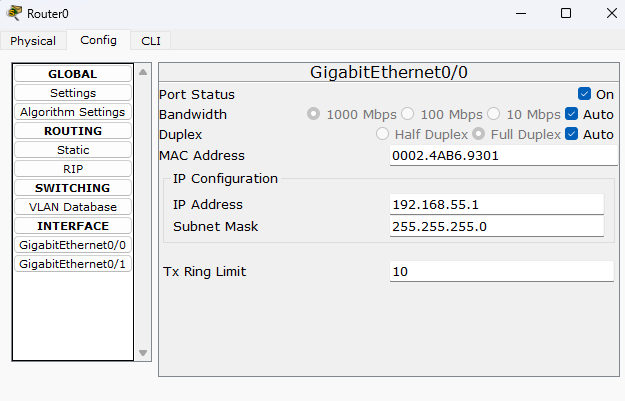 Router0
Physical Config CLI
GLOBAL
Settings
Algorithm Settings
ROUTING
Static
RIP
SWITCHING
VLAN Database
INTERFACE
GigabitEthernet0/0
GigabitEthernet0/1
GigabitEthernet0/0
Port Status On
Bandwidth 1000 Mbps 100 Mbps 10 Mbps Auto
Duplex Half Duplex Full Duplex Auto
MAC Address 0002.4AB6.9301
IP Configuration
IP Address 192.168.55.1
Subnet Mask 255.255.255.0
Tx Ring Limit 10